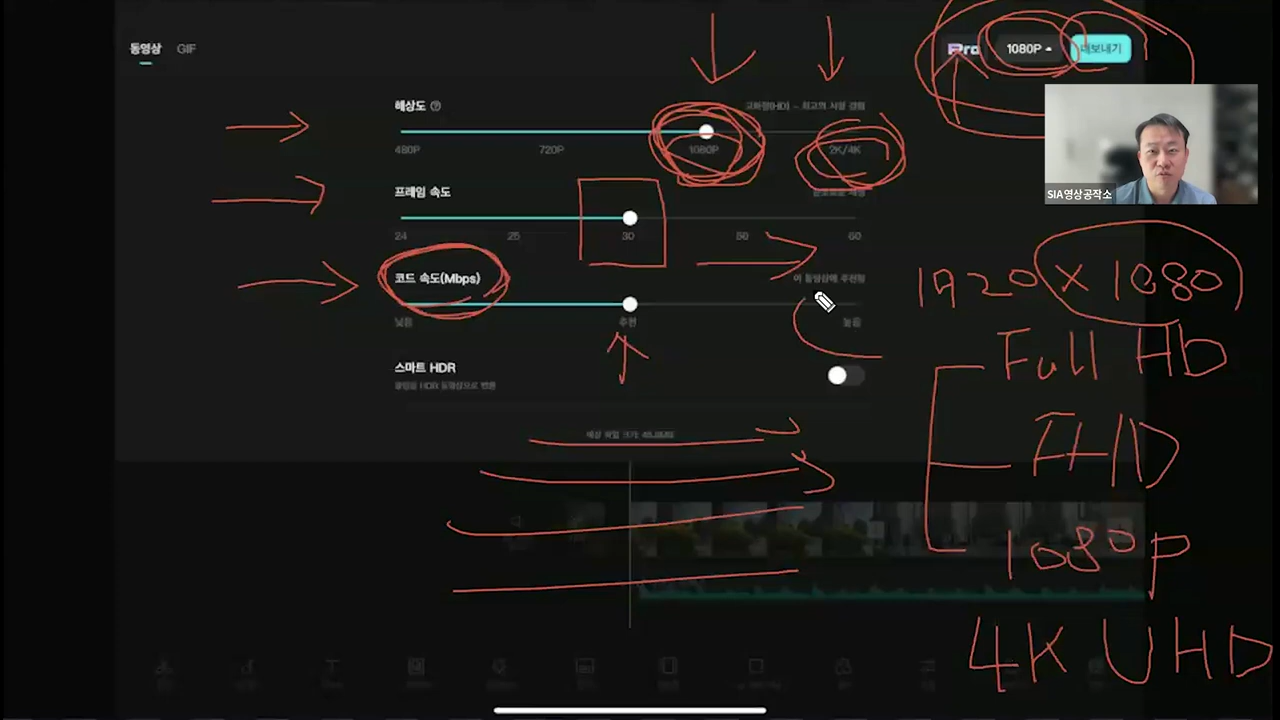 동영상 GIF
Pro 1080P 내보내기
해상도
480P 720P 1080P 2K/4K
SIA영상공작소
프레임 속도
24 25 30 50 60
코드 속도(Mbps)
낮음 추천 높음
스마트 HDR
1920 x 1080
Full HD
FHD
1080P
4K UHD